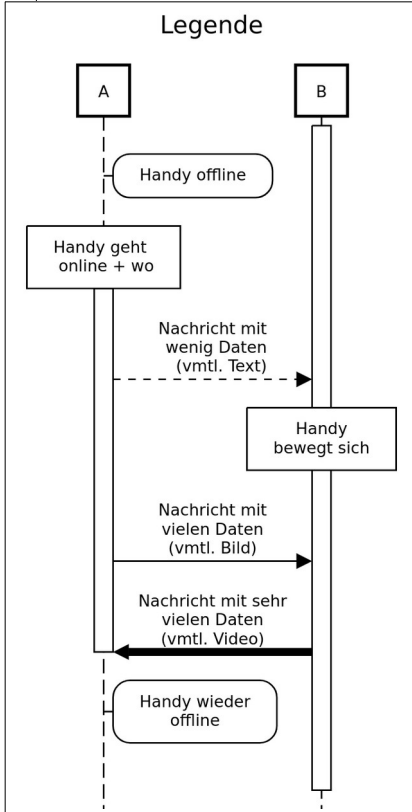 Legende
A
B
Handy offline
Handy geht
online + wo
Nachricht mit
wenig Daten
(vmtl. Text)
Handy
bewegt sich
Nachricht mit
vielen Daten
(vmtl. Bild)
Nachricht mit sehr
vielen Daten
(vmtl. Video)
Handy wieder
offline